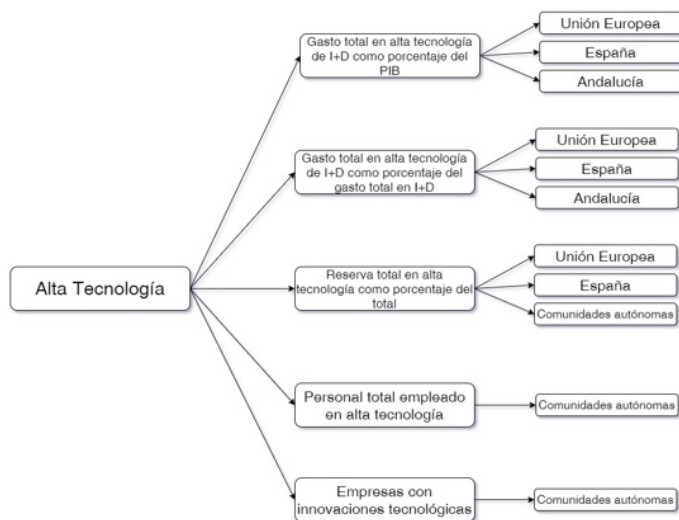 Alta Tecnología
Gasto total en alta tecnología
de I+D como porcentaje del
PIB
Unión Europea
España
Andalucía
Gasto total en alta tecnología
de I+D como porcentaje del
gasto total en I+D
Unión Europea
España
Andalucía
Reserva total en alta
tecnología como porcentaje del
total
Unión Europea
España
Comunidades autónomas
Personal total empleado
en alta tecnología
Comunidades autónomas
Empresas con
innovaciones tecnológicas
Comunidades autónomas